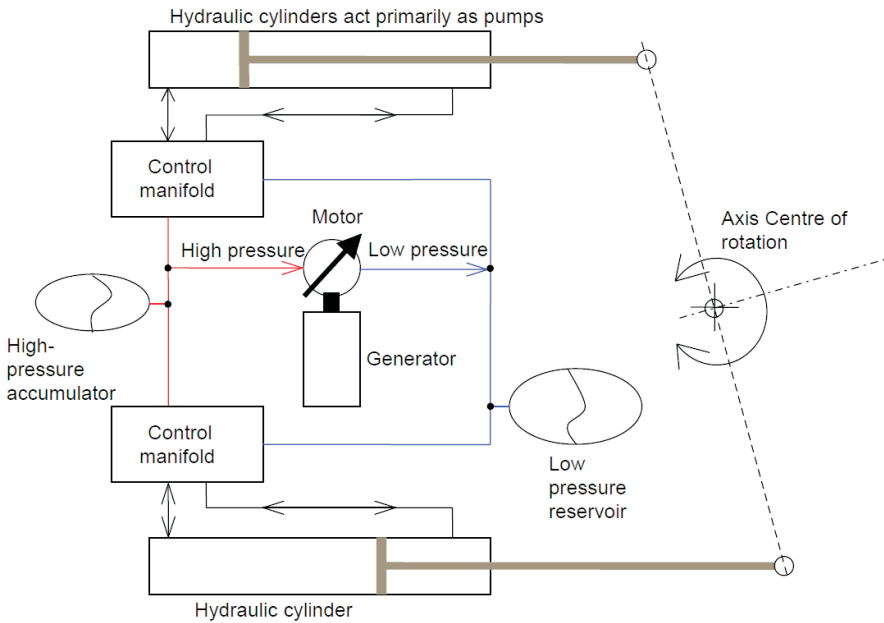 Hydraulic cylinders act primarily as pumps
Control
manifold
Motor
High pressure
Low pressure
Axis Centre of
rotation
High-
pressure
accumulator
Generator
Control
manifold
Low
pressure
reservoir
Hydraulic cylinder